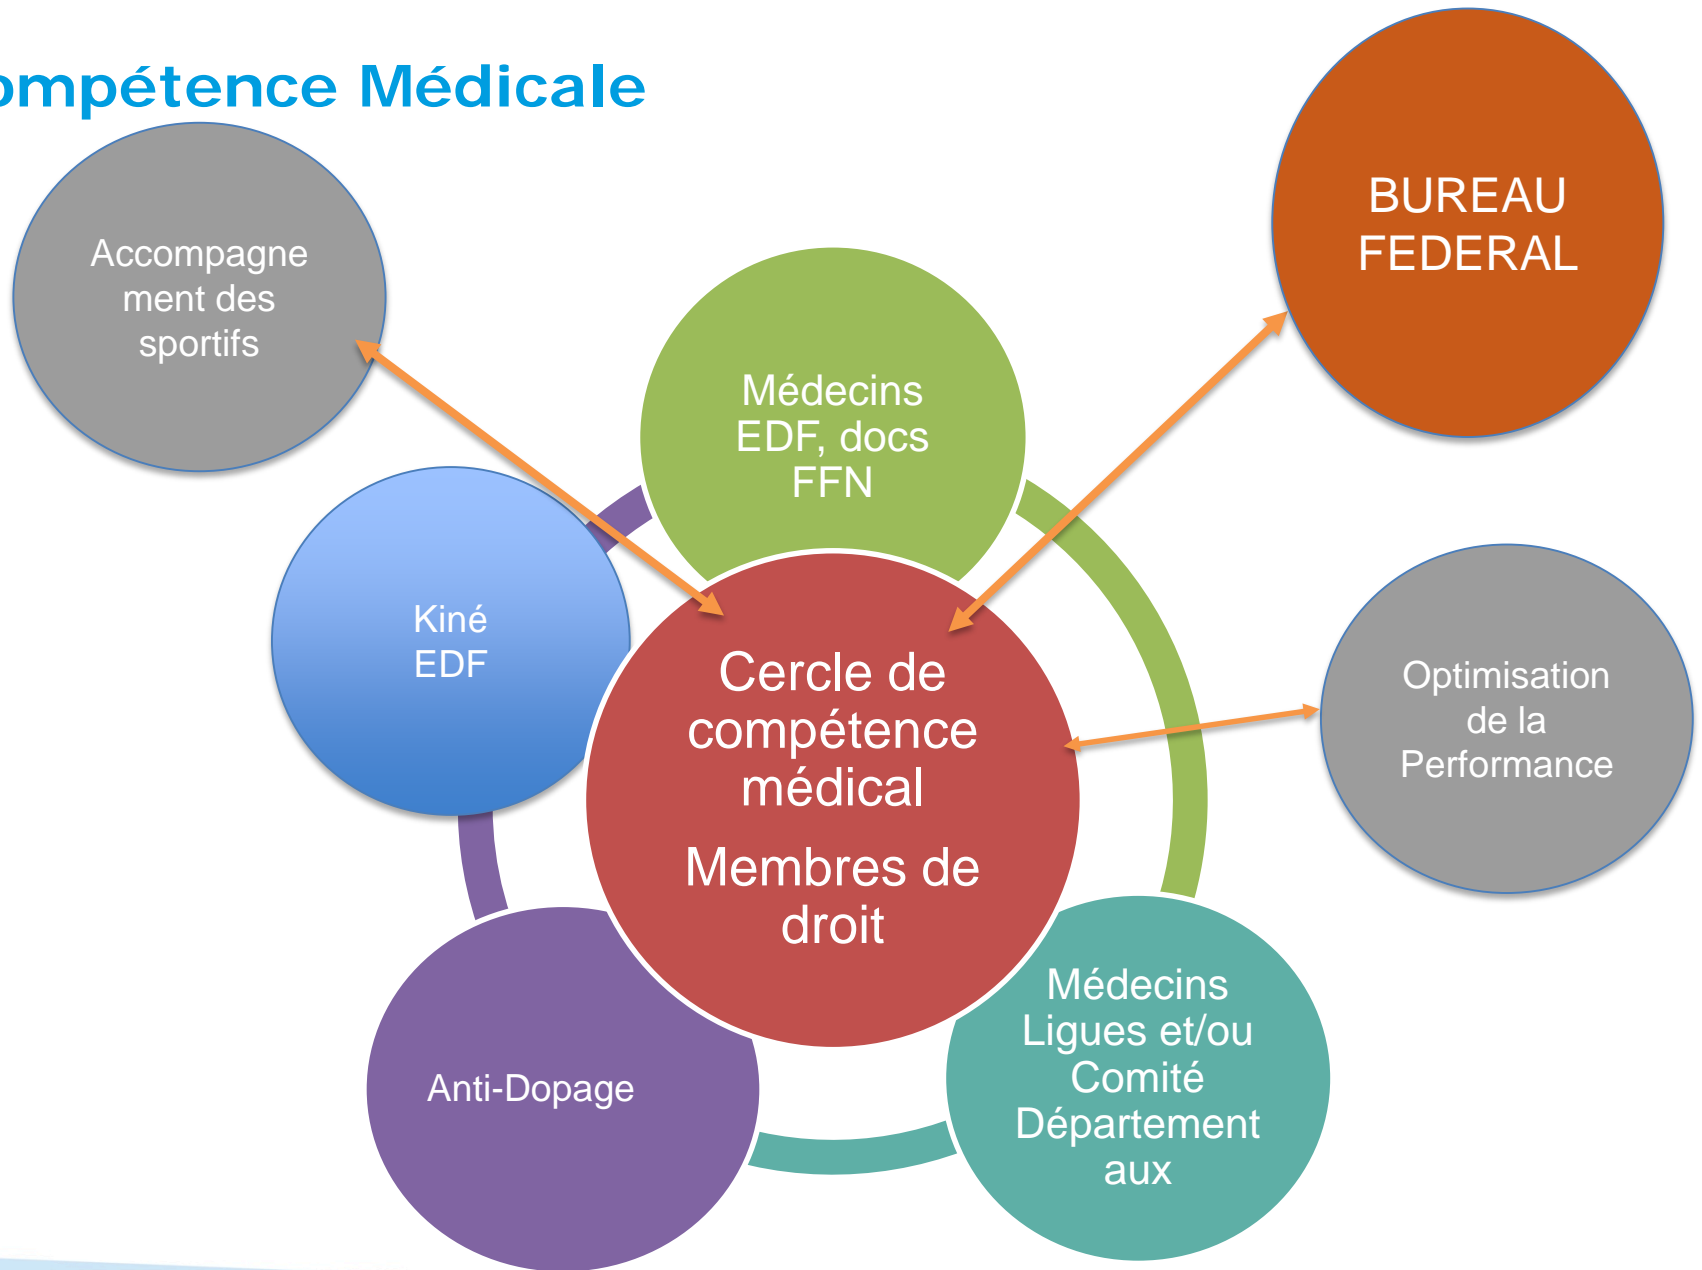 ompétence Médicale
BUREAU
FEDERAL
Accompagne
ment des
sportifs
Médecins
EDF, docs
FFN
Kiné
EDF
Cercle de
compétence
médical
Membres de
droit
Optimisation
de la
Performance
Médecins
Ligues et/ou
Comité
Département
aux
Anti-Dopage